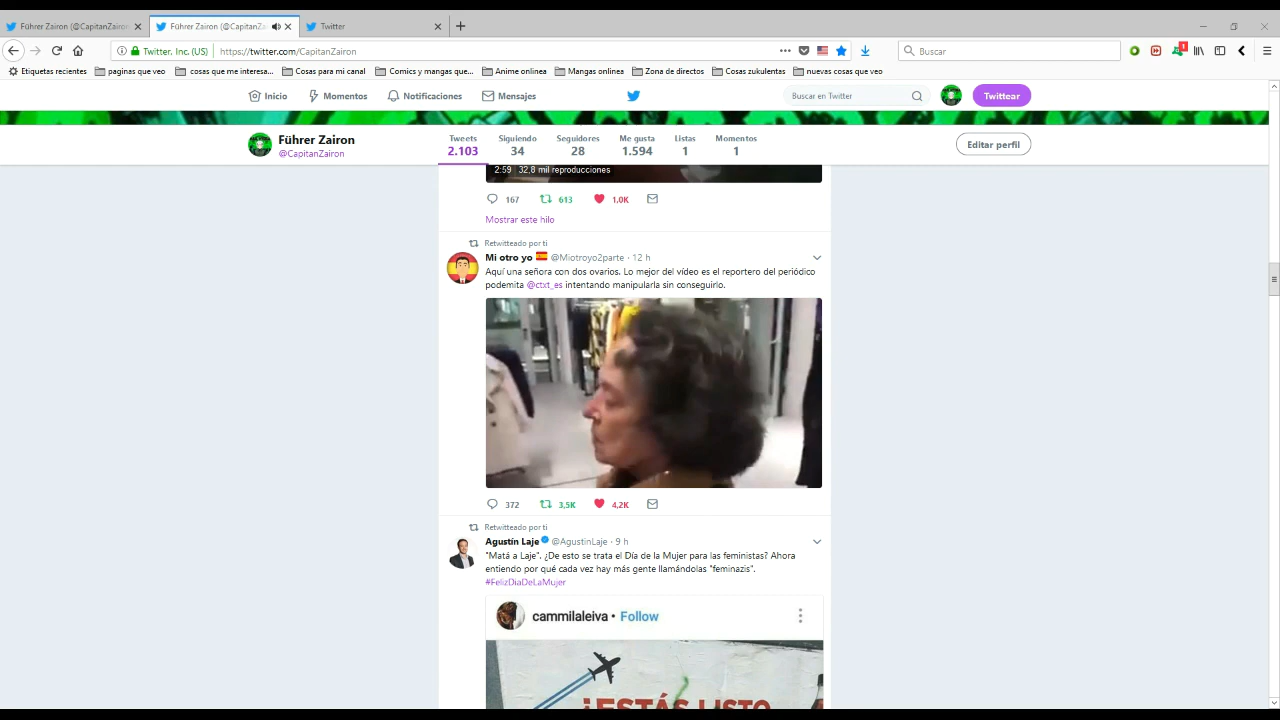 Führer Zairon (@CapitanZairon
Führer Zairon (@CapitanZa
Twitter
Twitter, Inc. (US)
https://twitter.com/CapitanZairon
Buscar
Etiquetas recientes
paginas que veo
cosas que me interesa...
Cosas para mi canal
Comics y mangas que...
Anime onlinea
Mangas onlinea
Zona de directos
Cosas zukulentas
nuevas cosas que veo
Inicio
Momentos
Notificaciones
Mensajes
Buscar en Twitter
Twittear
Führer Zairon
@CapitanZairon
Tweets
2.103
Siguiendo
34
Seguidores
28
Me gusta
1.594
Listas
1
Momentos
1
Editar perfil
2:59 32,8 mil reproducciones
167 613 1,0K
Mostrar este hilo
Retwitteado por ti
Mi otro yo @Miotroyo2parte · 12 h
Aquí una señora con dos ovarios. Lo mejor del vídeo es el reportero del periódico
podemita @ctxt_es intentando manipularla sin conseguirlo.
372 3,5K 4,2K
Retwitteado por ti
Agustín Laje @AgustinLaje · 9 h
"Matá a Laje". ¿De esto se trata el Día de la Mujer para las feministas? Ahora
entiendo por qué cada vez hay más gente llamándolas "feminazis".
#FelizDiaDeLaMujer
cammilaleiva • Follow
¡ESTÁS LISTO